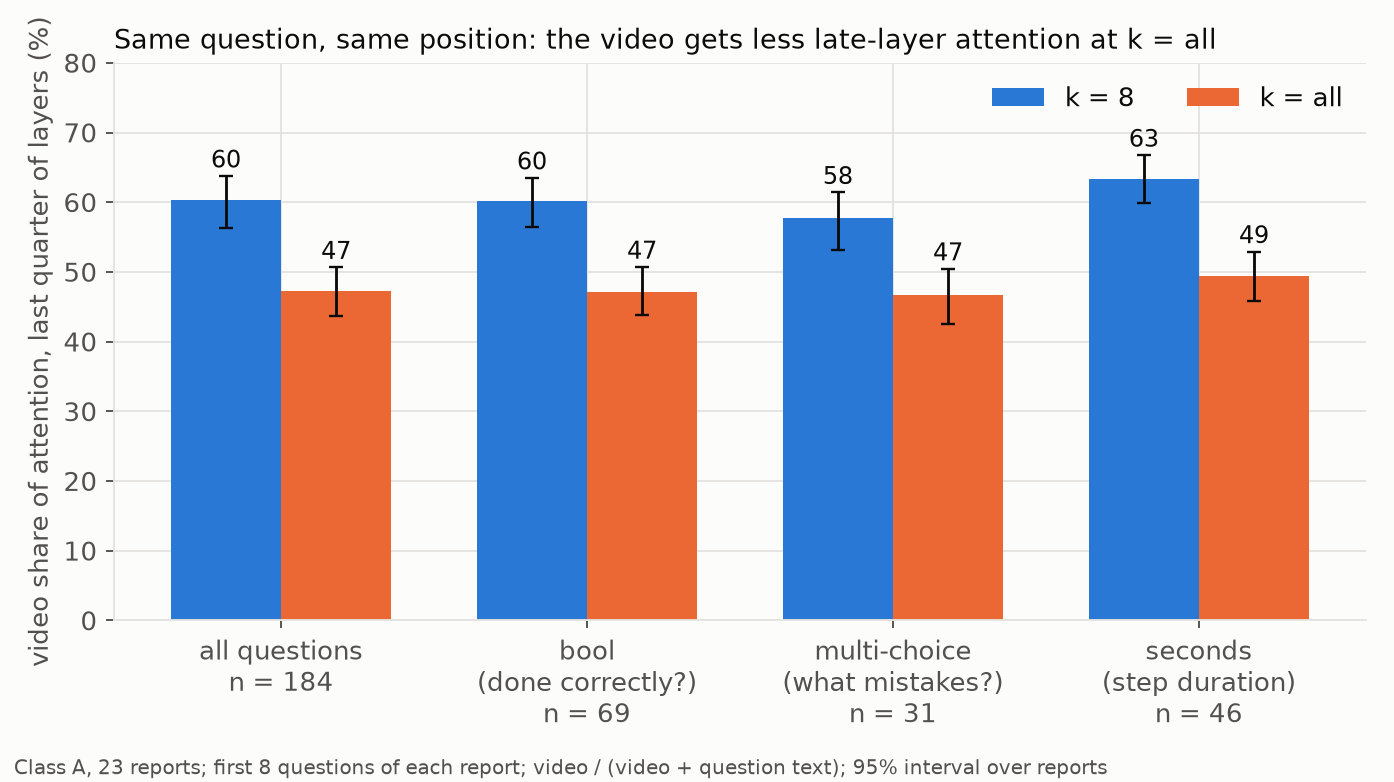 Same question, same position: the video gets less late-layer attention at k = all
video share of attention, last quarter of layers (%)
80
70
60
50
40
30
20
10
0
k = 8
k = all
60
47
60
47
58
47
63
49
all questions
n = 184
bool
(done correctly?)
n = 69
multi-choice
(what mistakes?)
n = 31
seconds
(step duration)
n = 46
Class A, 23 reports; first 8 questions of each report; video / (video + question text); 95% interval over reports